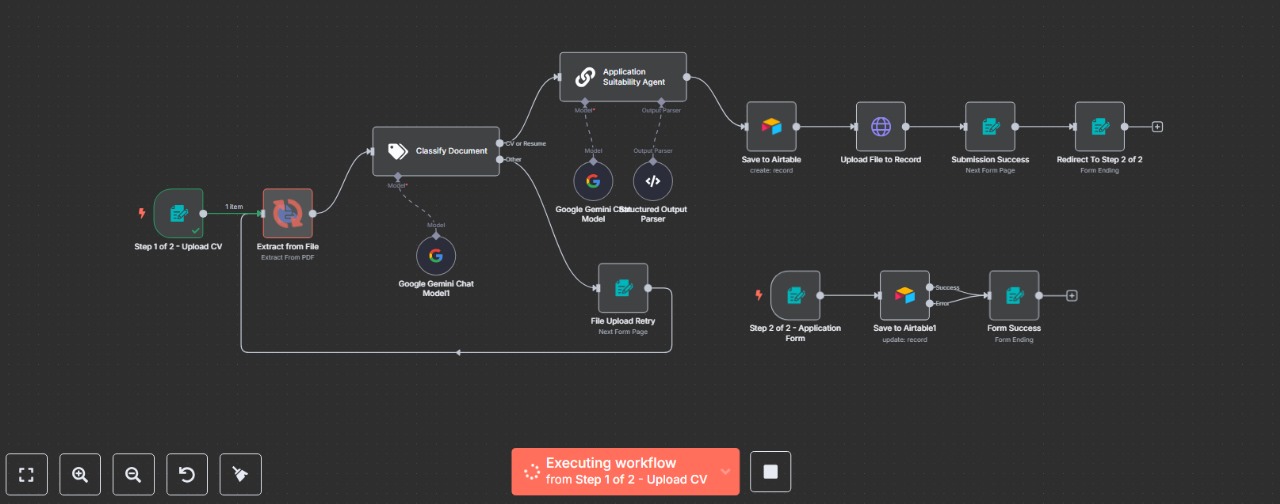 Application
Suitability Agent
Model*
Output Parser
Classify Document
CV or Resume
Other
Model*
Save to Airtable
create: record
Upload File to Record
Submission Success
Next Form Page
Redirect To Step 2 of 2
Form Ending
Model
Output Parser
Google Gemini Chat
Model
Structured Output
Parser
1 item
Step 1 of 2 - Upload CV
Extract from File
Extract From PDF
Model
Google Gemini Chat
Model1
File Upload Retry
Next Form Page
Step 2 of 2 - Application
Form
Success
Error
Save to Airtable1
update: record
Form Success
Form Ending
Executing workflow
from Step 1 of 2 - Upload CV